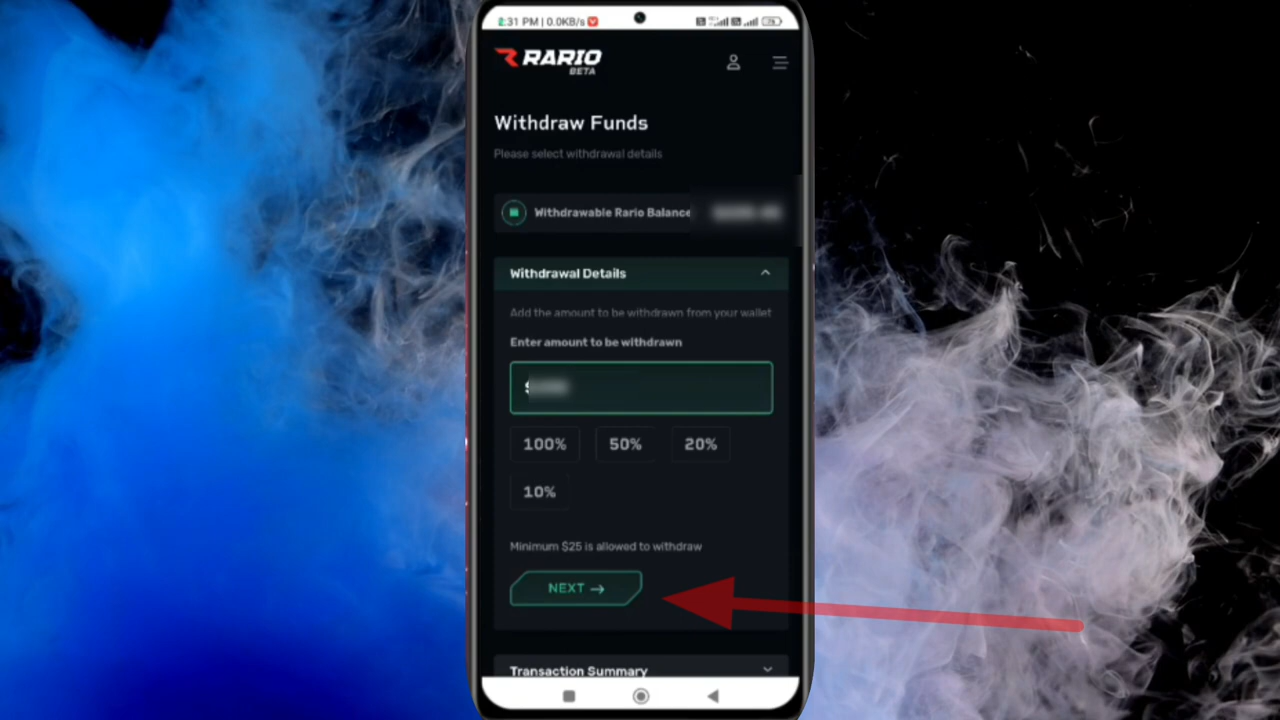 2:31 PM | 0.0KB/s
RARIO
BETA
Withdraw Funds
Please select withdrawal details
Withdrawable Rario Balance
Withdrawal Details
Add the amount to be withdrawn from your wallet
Enter amount to be withdrawn
$
100% 50% 20%
10%
Minimum $25 is allowed to withdraw
NEXT →
Transaction Summary